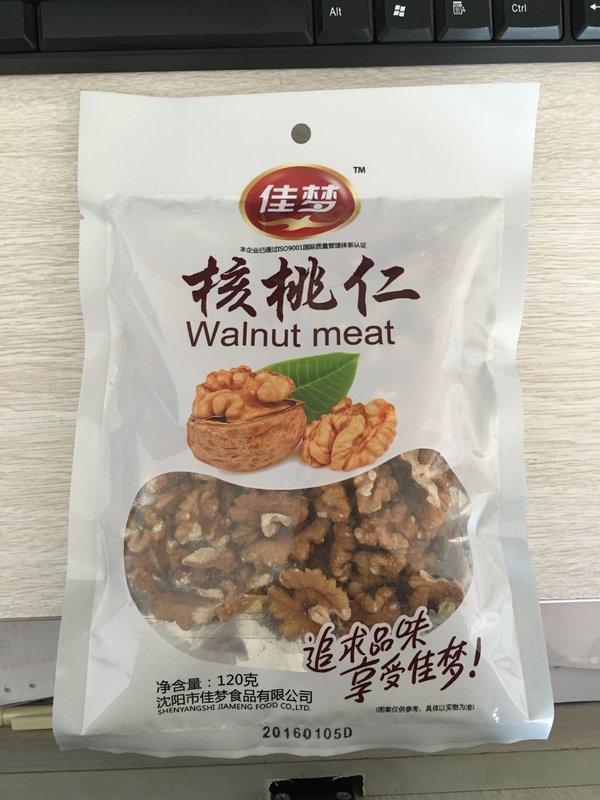 Alt
Ctrl
佳梦
TM
本企业已通过ISO9001国际质量管理体系认证
核桃仁
Walnut meat
追求品味
享受佳梦!
净含量：120克
沈阳市佳梦食品有限公司
SHENYANGSHI JIAMENG FOOD CO.,LTD.
(图案仅供参考，具体以实物为准)
20160105D